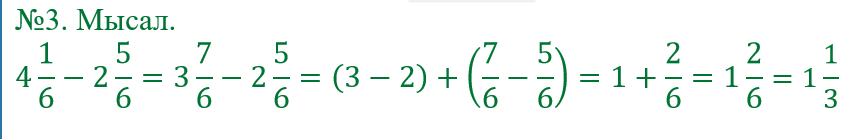 №3. Мысал.
4 1/6 − 2 5/6 = 3 7/6 − 2 5/6 = (3 − 2) + (7/6 − 5/6) = 1 + 2/6 = 1 2/6 = 1 1/3